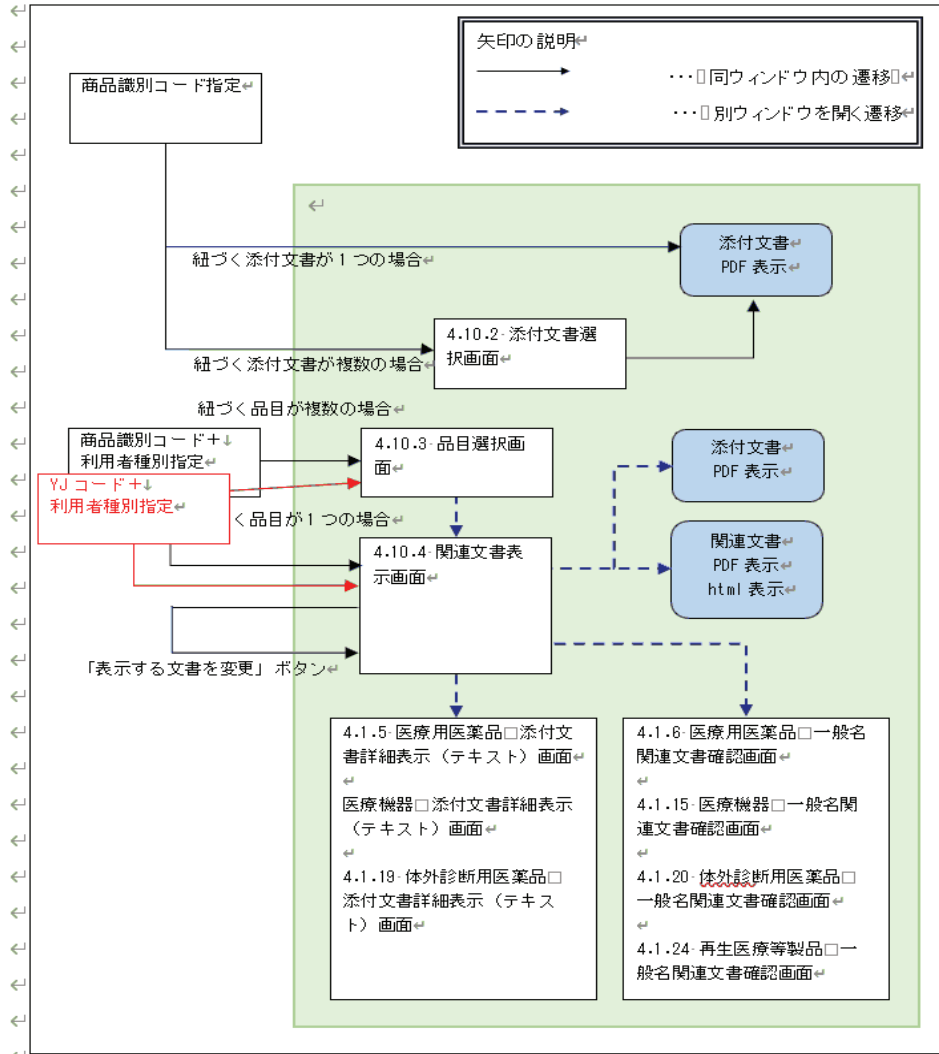 矢印の説明
・・・ 同ウィンドウ内の遷移
・・・ 別ウィンドウを開く遷移
商品識別コード指定
紐づく添付文書が1つの場合
添付文書
PDF 表示
4.10.2 添付文書選
択画面
紐づく添付文書が複数の場合
紐づく品目が複数の場合
商品識別コード+
利用者種別指定
4.10.3 品目選択画
面
添付文書
PDF 表示
YJ コード+
利用者種別指定
く品目が1つの場合
4.10.4 関連文書表
示画面
関連文書
PDF 表示
html 表示
「表示する文書を変更」ボタン
4.1.5 医療用医薬品□添付文
書詳細表示（テキスト）画面
医療機器□添付文書詳細表示
（テキスト）画面
4.1.19 体外診断用医薬品□
添付文書詳細表示（テキス
ト）画面
4.1.6 医療用医薬品□一般名
関連文書確認画面
4.1.15 医療機器□一般名関
連文書確認画面
4.1.20 体外診断用医薬品□
一般名関連文書確認画面
4.1.24 再生医療等製品□一
般名関連文書確認画面